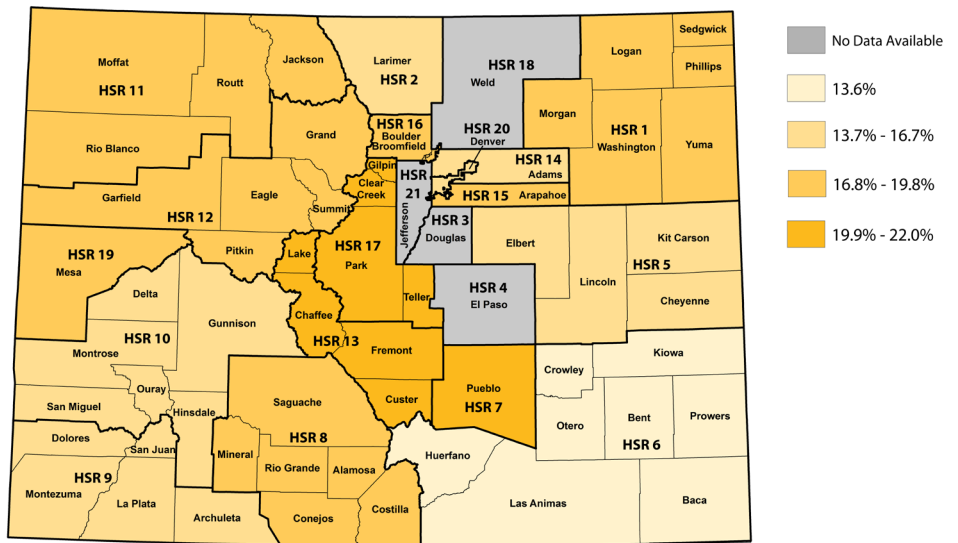 Moffat
HSR 11
Routt
Jackson
Larimer
HSR 2
HSR 18
Weld
Logan
Sedgwick
Phillips
Morgan
HSR 1
Washington
Yuma
Rio Blanco
Grand
HSR 16
Boulder
Broomfield
HSR 20
Denver
HSR 14
Adams
Gilpin
Clear
Creek
HSR
21
Jefferson
HSR 15
Arapahoe
Garfield
HSR 12
Eagle
Summit
HSR 3
Douglas
Elbert
Kit Carson
HSR 5
Lincoln
Cheyenne
HSR 19
Mesa
Pitkin
Lake
HSR 17
Park
Teller
HSR 4
El Paso
Delta
Gunnison
Chaffee
HSR 13
Fremont
HSR 10
Montrose
Ouray
San Miguel
Hinsdale
Saguache
HSR 8
Custer
Pueblo
HSR 7
Crowley
Kiowa
Otero
Bent
HSR 6
Prowers
Dolores
San Juan
HSR 9
Montezuma
La Plata
Archuleta
Mineral
Rio Grande
Alamosa
Conejos
Costilla
Huerfano
Las Animas
Baca
No Data Available
13.6%
13.7% - 16.7%
16.8% - 19.8%
19.9% - 22.0%